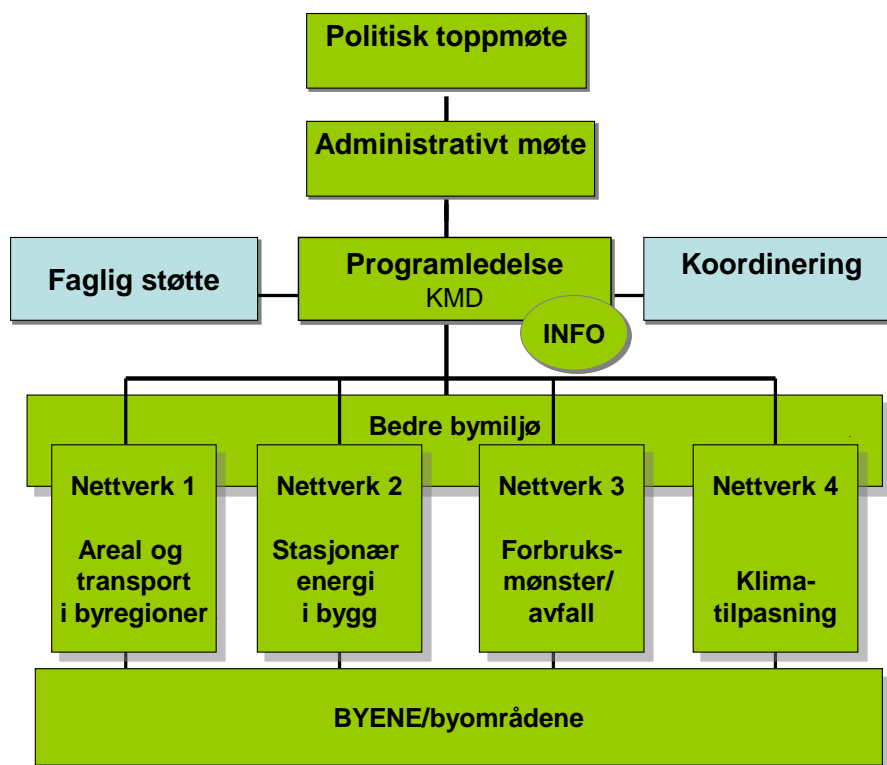 Politisk toppmøte
Administrativt møte
Faglig støtte
Programledelse
KMD
Koordinering
INFO
Bedre bymiljø
Nettverk 1
Areal og
transport
i byregioner
Nettverk 2
Stasjonær
energi
i bygg
Nettverk 3
Forbruks-
mønster/
avfall
Nettverk 4
Klima-
tilpasning
BYENE/byområdene